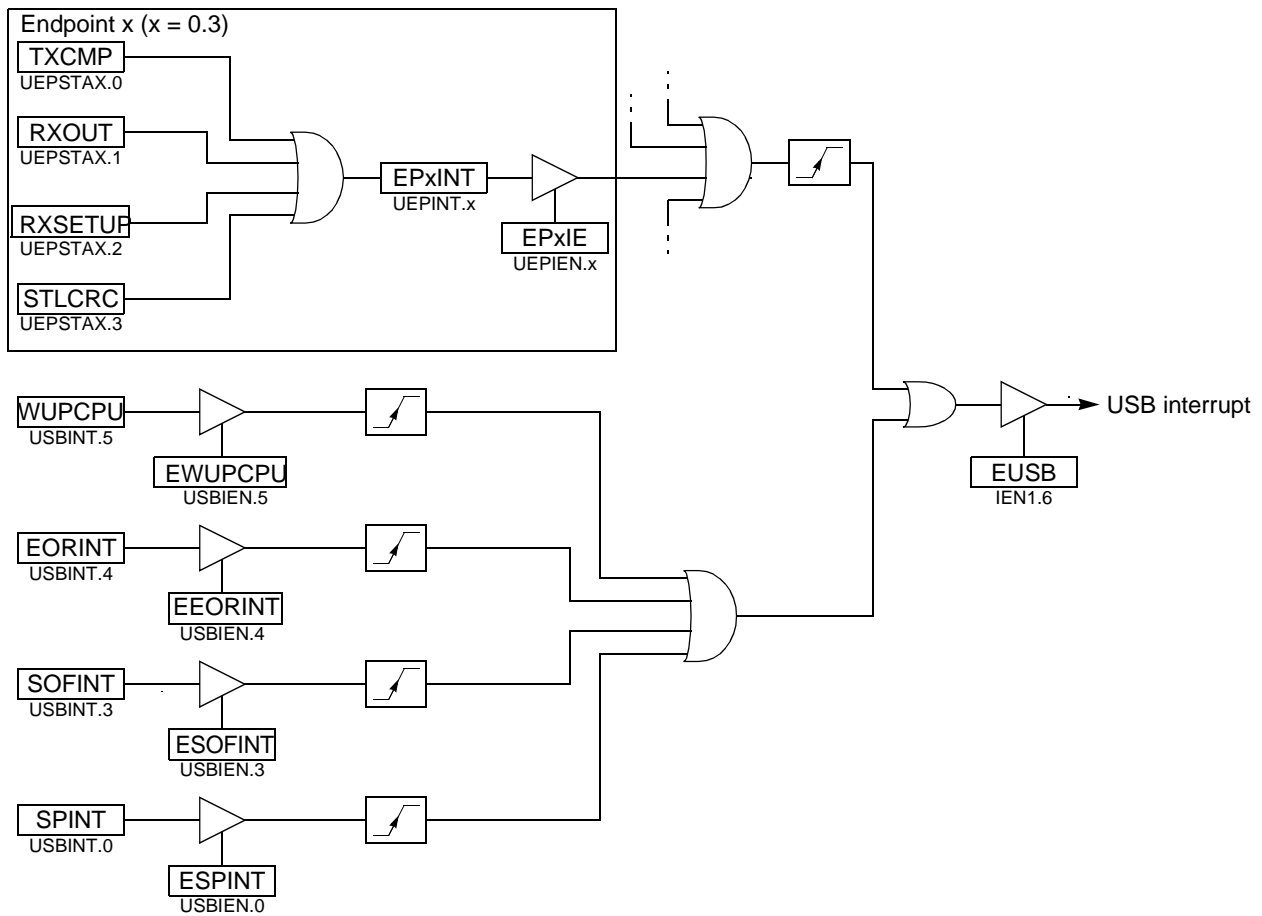 Endpoint x (x = 0.3)
TXCMP
UEPSTAX.0
RXOUT
UEPSTAX.1
RXSETUP
UEPSTAX.2
STLCRC
UEPSTAX.3
EPxINT
UEPINT.x
EPxIE
UEPIEN.x
WUPCPU
USBINT.5
EWUPCPU
USBIEN.5
EUSB
IEN1.6
USB interrupt
EORINT
USBINT.4
EEORINT
USBIEN.4
SOFINT
USBINT.3
ESOFINT
USBIEN.3
SPINT
USBINT.0
ESPINT
USBIEN.0